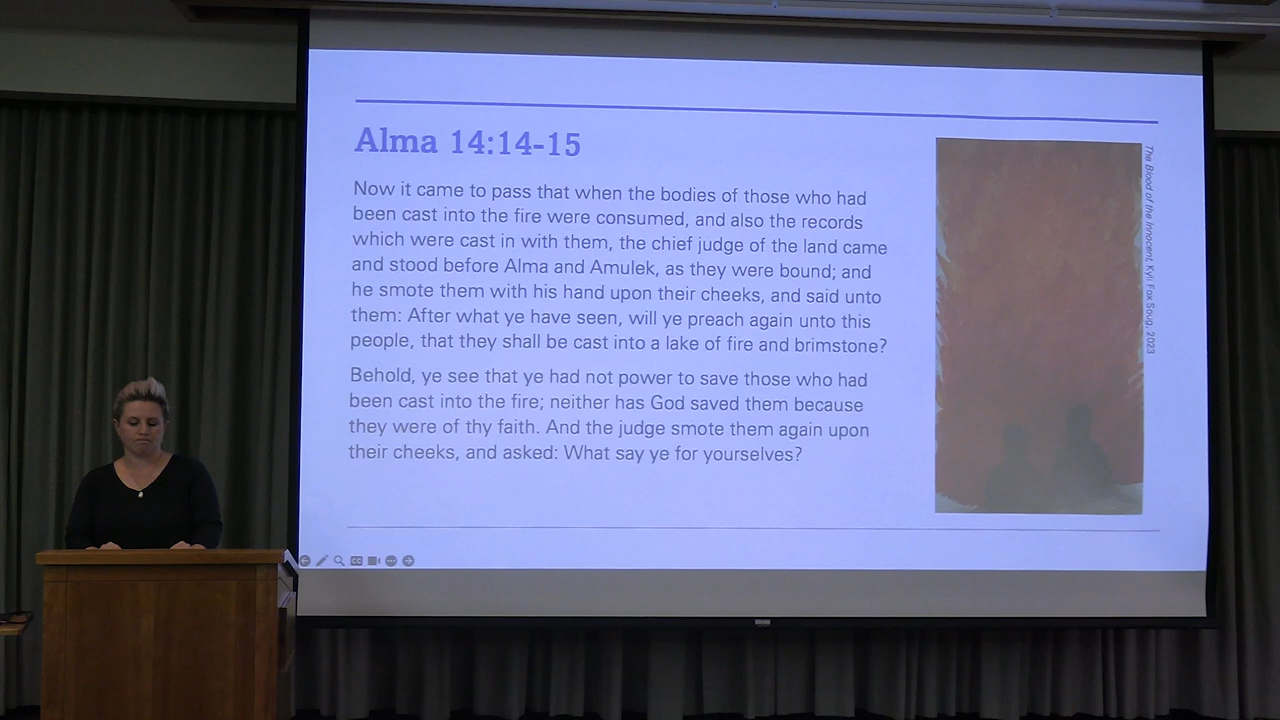 Alma 14:14-15
Now it came to pass that when the bodies of those who had
been cast into the fire were consumed, and also the records
which were cast in with them, the chief judge of the land came
and stood before Alma and Amulek, as they were bound; and
he smote them with his hand upon their cheeks, and said unto
them: After what ye have seen, will ye preach again unto this
people, that they shall be cast into a lake of fire and brimstone?
Behold, ye see that ye had not power to save those who had
been cast into the fire; neither has God saved them because
they were of thy faith. And the judge smote them again upon
their cheeks, and asked: What say ye for yourselves?
The Blood of the Innocent, Kyli Fox Soug, 2023